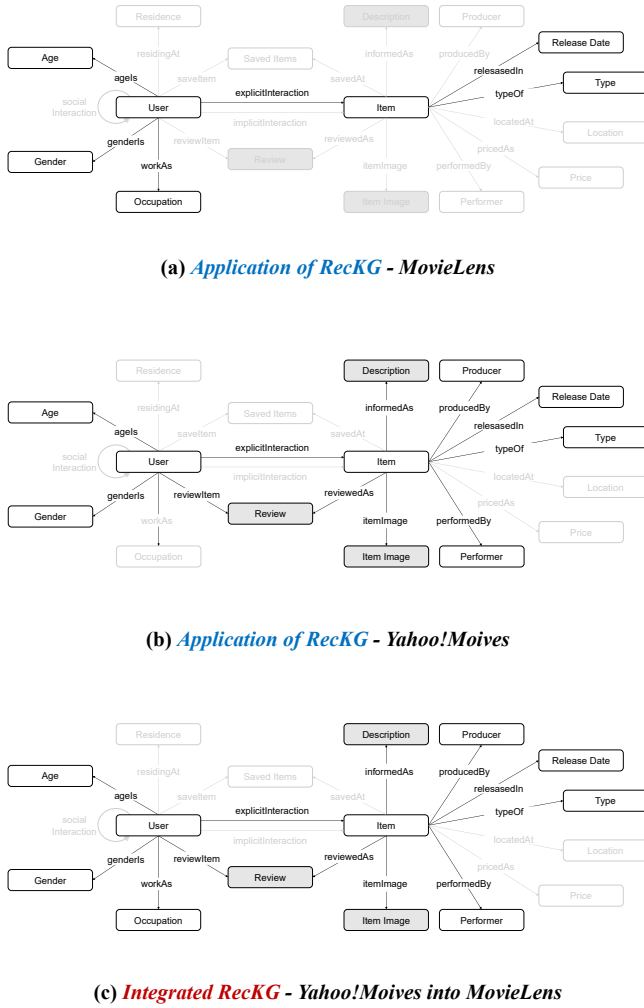 Residence
Description
Producer
Release Date
Age
residingAt
informedAs
producedBy
relesasedIn
ageIs
saveItem
Saved Items
savedAt
typeOf
Type
social
Interaction
User
explicitInteraction
Item
implicitInteraction
locatedAt
Location
genderIs
reviewItem
reviewedAs
Gender
workAs
Review
itemImage
performedBy
pricedAs
Price
Occupation
Item Image
Performer
(a) Application of RecKG - MovieLens
Residence
Description
Producer
Release Date
Age
residingAt
informedAs
producedBy
relesasedIn
ageIs
saveItem
Saved Items
savedAt
typeOf
Type
social
Interaction
User
explicitInteraction
Item
implicitInteraction
locatedAt
Location
genderIs
reviewItem
reviewedAs
Gender
workAs
Review
itemImage
performedBy
pricedAs
Price
Occupation
Item Image
Performer
(b) Application of RecKG - Yahoo!Moives
Residence
Description
Producer
Release Date
Age
residingAt
informedAs
producedBy
relesasedIn
ageIs
saveItem
Saved Items
savedAt
typeOf
Type
social
Interaction
User
explicitInteraction
Item
implicitInteraction
locatedAt
Location
genderIs
reviewItem
reviewedAs
Gender
workAs
Review
itemImage
performedBy
pricedAs
Price
Occupation
Item Image
Performer
(c) Integrated RecKG - Yahoo!Moives into MovieLens